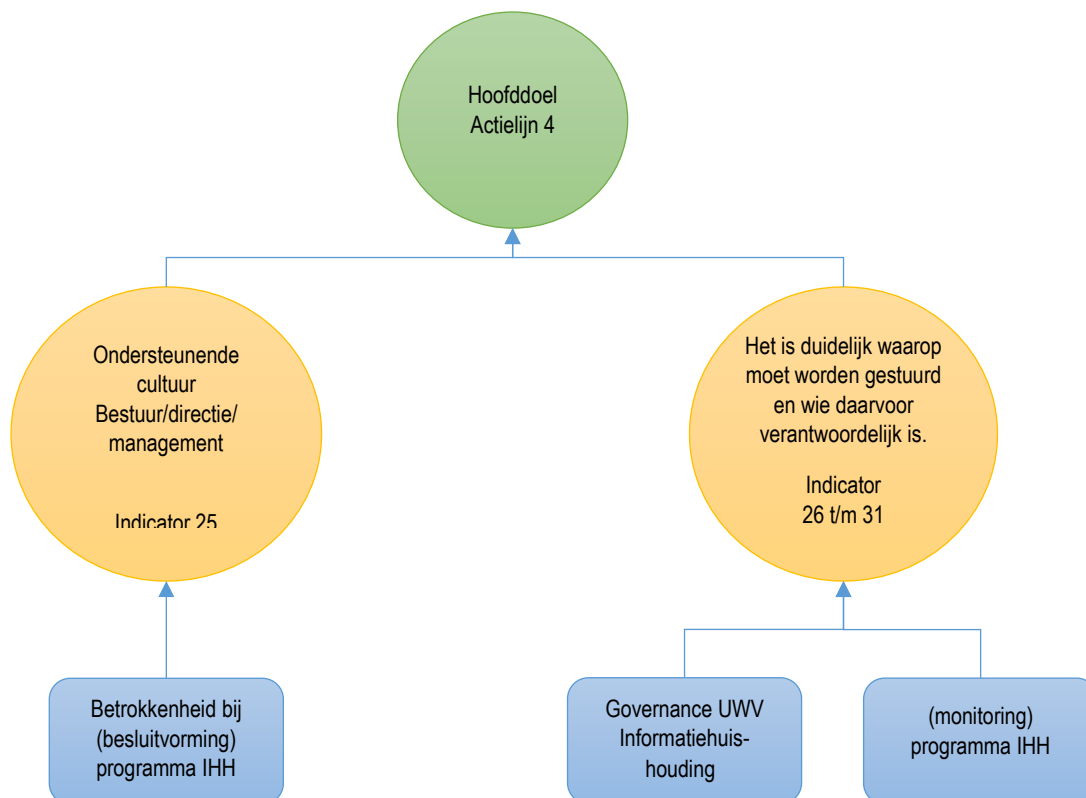 Hoofddoel
Actielijn 4
Ondersteunende
cultuur
Bestuur/directie/
management
Indicator 25
Het is duidelijk waarop
moet worden gestuurd
en wie daarvoor
verantwoordelijk is.
Indicator
26 t/m 31
Betrokkenheid bij
(besluitvorming)
programma IHH
Governance UWV
Informatiehuis-
houding
(monitoring)
programma IHH